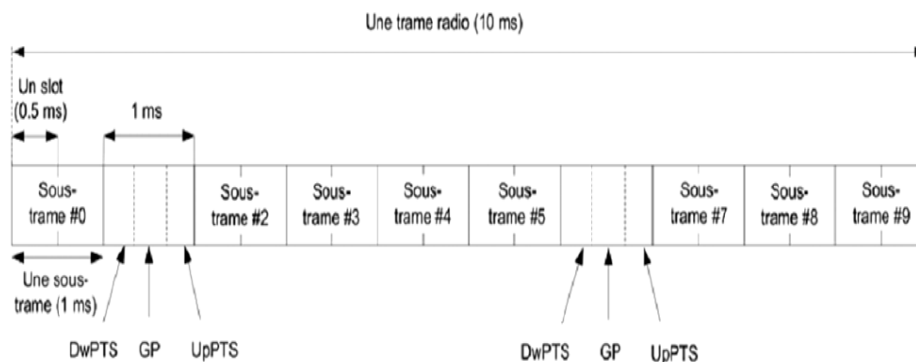 Une trame radio (10 ms)
Un slot
(0.5 ms)
1 ms
Sous-
trame #0
Sous-
trame #2
Sous-
trame #3
Sous-
trame #4
Sous-
trame #5
Sous-
trame #7
Sous-
trame #8
Sous-
trame #9
Une sous-
trame (1 ms)
DwPTS GP UpPTS
DwPTS GP UpPTS